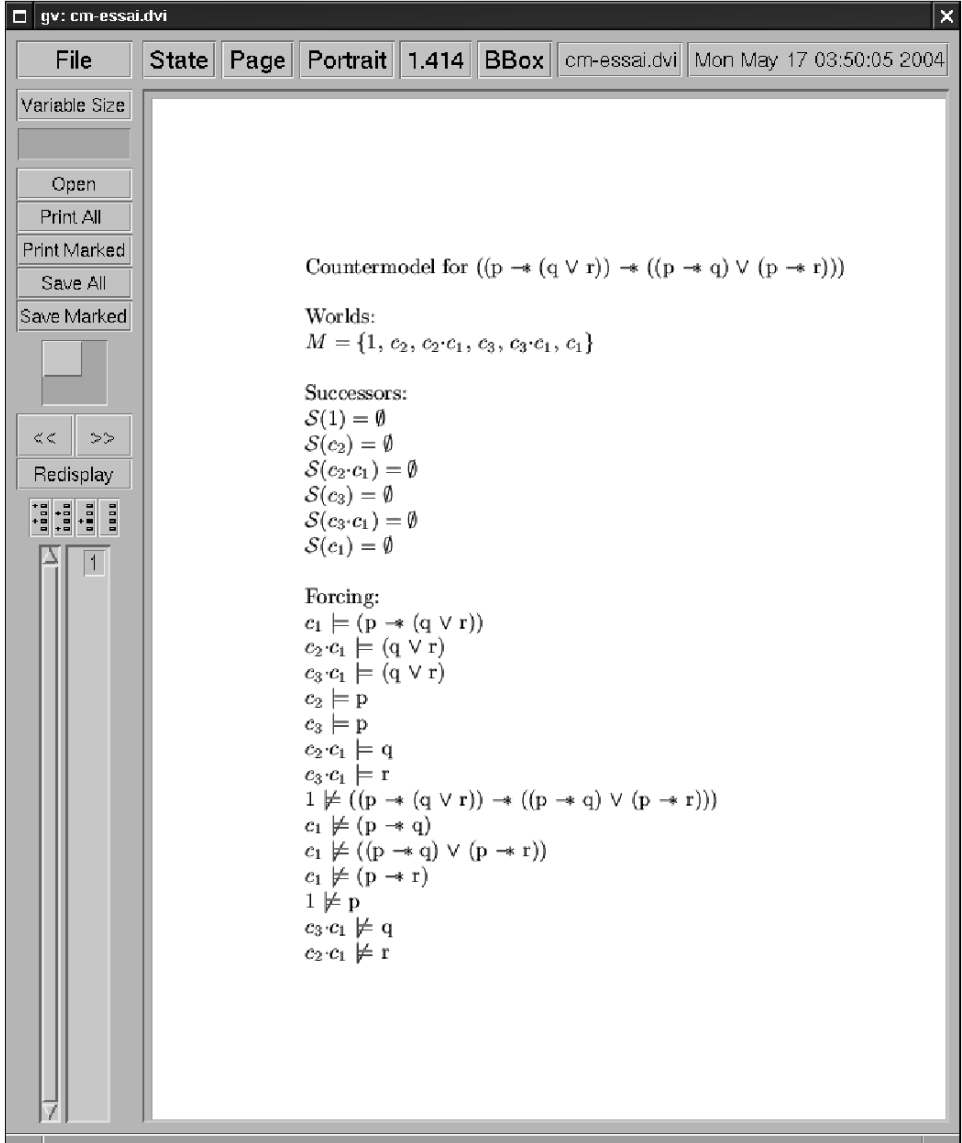 gv: cm-essai.dvi
File State Page Portrait 1.414 BBox cm-essai.dvi Mon May 17 03:50:05 2004
Variable Size
Open
Print All
Print Marked
Save All
Save Marked
<< >>
Redisplay
1
Countermodel for ((p -∗ (q ∨ r)) -∗ ((p -∗ q) ∨ (p -∗ r)))
Worlds:
M = {1, c₂, c₂·c₁, c₃, c₃·c₁, c₁}
Successors:
𝒮(1) = ∅
𝒮(c₂) = ∅
𝒮(c₂·c₁) = ∅
𝒮(c₃) = ∅
𝒮(c₃·c₁) = ∅
𝒮(c₁) = ∅
Forcing:
c₁ ⊨ (p -∗ (q ∨ r))
c₂·c₁ ⊨ (q ∨ r)
c₃·c₁ ⊨ (q ∨ r)
c₂ ⊨ p
c₃ ⊨ p
c₂·c₁ ⊨ q
c₃·c₁ ⊨ r
1 ⊭ ((p -∗ (q ∨ r)) -∗ ((p -∗ q) ∨ (p -∗ r)))
c₁ ⊭ (p -∗ q)
c₁ ⊭ ((p -∗ q) ∨ (p -∗ r))
c₁ ⊭ (p -∗ r)
1 ⊭ p
c₃·c₁ ⊭ q
c₂·c₁ ⊭ r